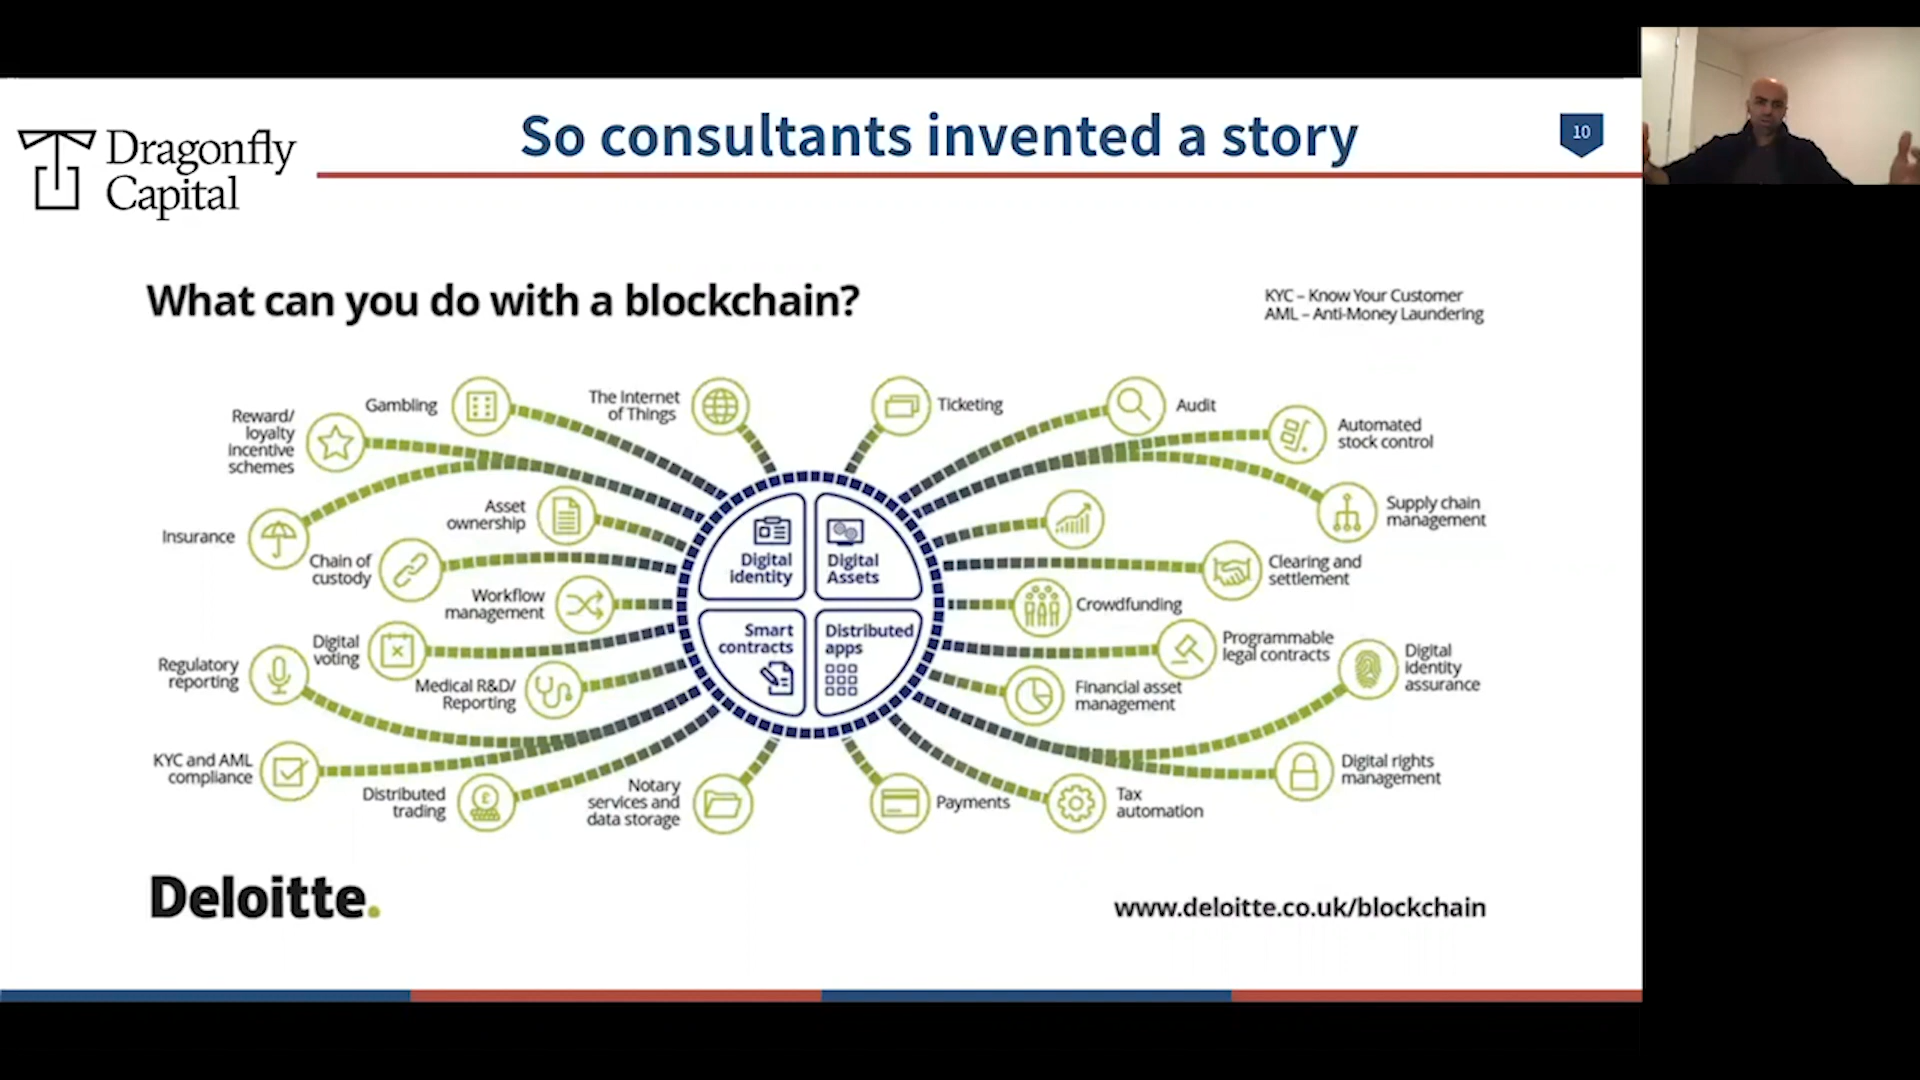 Dragonfly
Capital
So consultants invented a story
10
What can you do with a blockchain?
KYC – Know Your Customer
AML – Anti-Money Laundering
Gambling
The Internet
of Things
Ticketing
Audit
Reward/
loyalty
Incentive
schemes
Automated
stock control
Asset
ownership
Supply chain
management
Insurance
Chain of
custody
Digital
identity
Digital
Assets
Clearing and
settlement
Workflow
management
Crowdfunding
Digital
voting
Smart
contracts
Distributed
apps
Programmable
legal contracts
Digital
identity
assurance
Regulatory
reporting
Medical R&D/
Reporting
Financial asset
management
KYC and AML
compliance
Digital rights
management
Distributed
trading
£
Notary
services and
data storage
Payments
Tax
automation
Deloitte.
www.deloitte.co.uk/blockchain